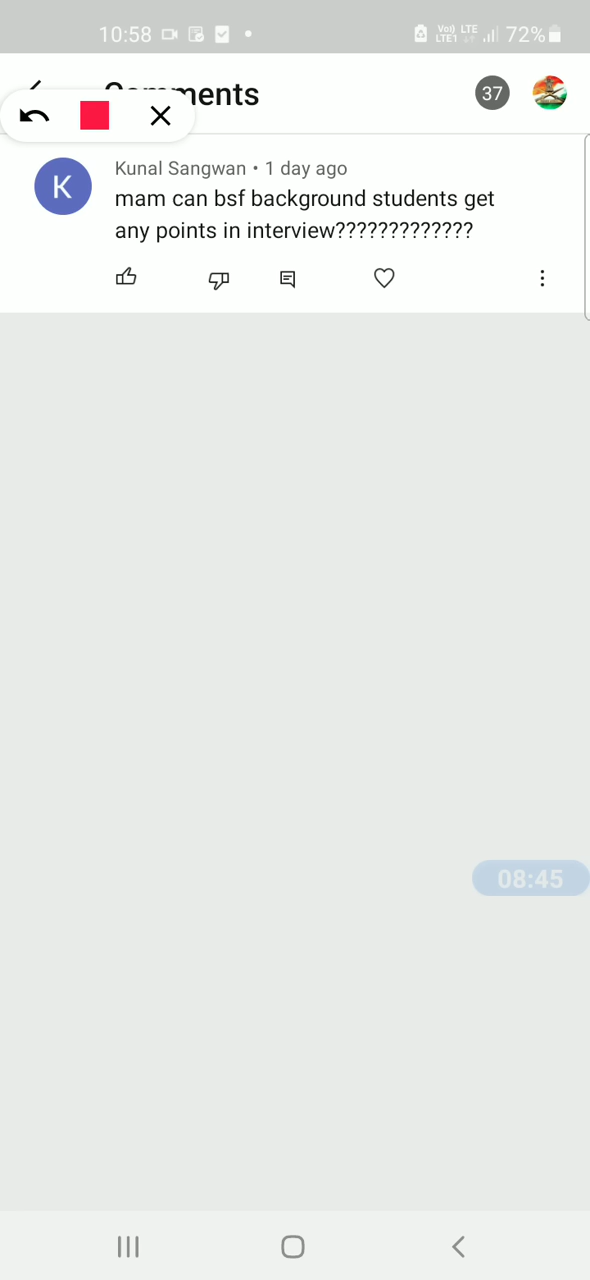 10:58
72%
Comments
37
K
Kunal Sangwan • 1 day ago
mam can bsf background students get
any points in interview?????????????
08:45